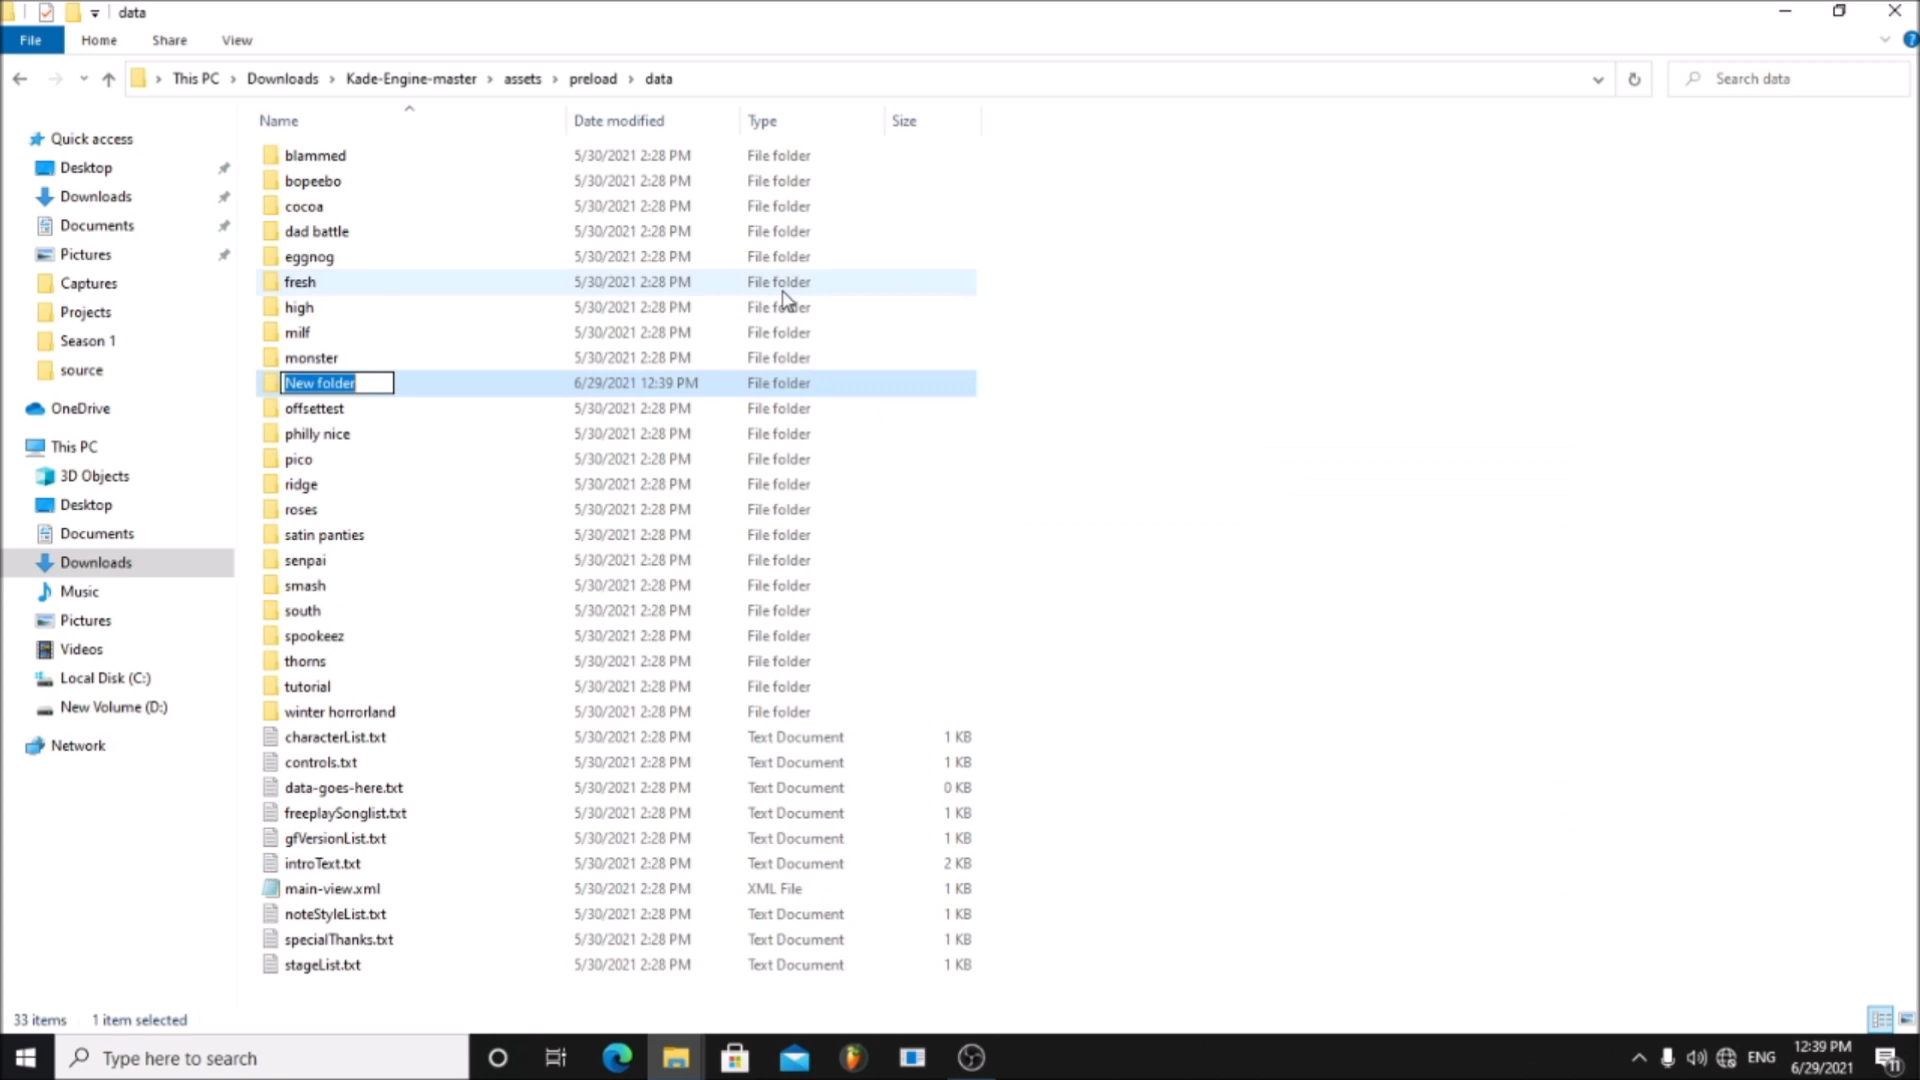 data
File Home Share View
This PC > Downloads > Kade-Engine-master > assets > preload > data
Search data
Name Date modified Type Size
Quick access
Desktop
Downloads
Documents
Pictures
Captures
Projects
Season 1
source
OneDrive
This PC
3D Objects
Desktop
Documents
Downloads
Music
Pictures
Videos
Local Disk (C:)
New Volume (D:)
Network
blammed 5/30/2021 2:28 PM File folder
bopeebo 5/30/2021 2:28 PM File folder
cocoa 5/30/2021 2:28 PM File folder
dad battle 5/30/2021 2:28 PM File folder
eggnog 5/30/2021 2:28 PM File folder
fresh 5/30/2021 2:28 PM File folder
high 5/30/2021 2:28 PM File folder
milf 5/30/2021 2:28 PM File folder
monster 5/30/2021 2:28 PM File folder
New folder 6/29/2021 12:39 PM File folder
offsettest 5/30/2021 2:28 PM File folder
philly nice 5/30/2021 2:28 PM File folder
pico 5/30/2021 2:28 PM File folder
ridge 5/30/2021 2:28 PM File folder
roses 5/30/2021 2:28 PM File folder
satin panties 5/30/2021 2:28 PM File folder
senpai 5/30/2021 2:28 PM File folder
smash 5/30/2021 2:28 PM File folder
south 5/30/2021 2:28 PM File folder
spookeez 5/30/2021 2:28 PM File folder
thorns 5/30/2021 2:28 PM File folder
tutorial 5/30/2021 2:28 PM File folder
winter horrorland 5/30/2021 2:28 PM File folder
characterList.txt 5/30/2021 2:28 PM Text Document 1 KB
controls.txt 5/30/2021 2:28 PM Text Document 1 KB
data-goes-here.txt 5/30/2021 2:28 PM Text Document 0 KB
freeplaySonglist.txt 5/30/2021 2:28 PM Text Document 1 KB
gfVersionList.txt 5/30/2021 2:28 PM Text Document 1 KB
introText.txt 5/30/2021 2:28 PM Text Document 2 KB
main-view.xml 5/30/2021 2:28 PM XML File 1 KB
noteStyleList.txt 5/30/2021 2:28 PM Text Document 1 KB
specialThanks.txt 5/30/2021 2:28 PM Text Document 1 KB
stageList.txt 5/30/2021 2:28 PM Text Document 1 KB
33 items 1 item selected
Type here to search
ENG
12:39 PM
6/29/2021
11